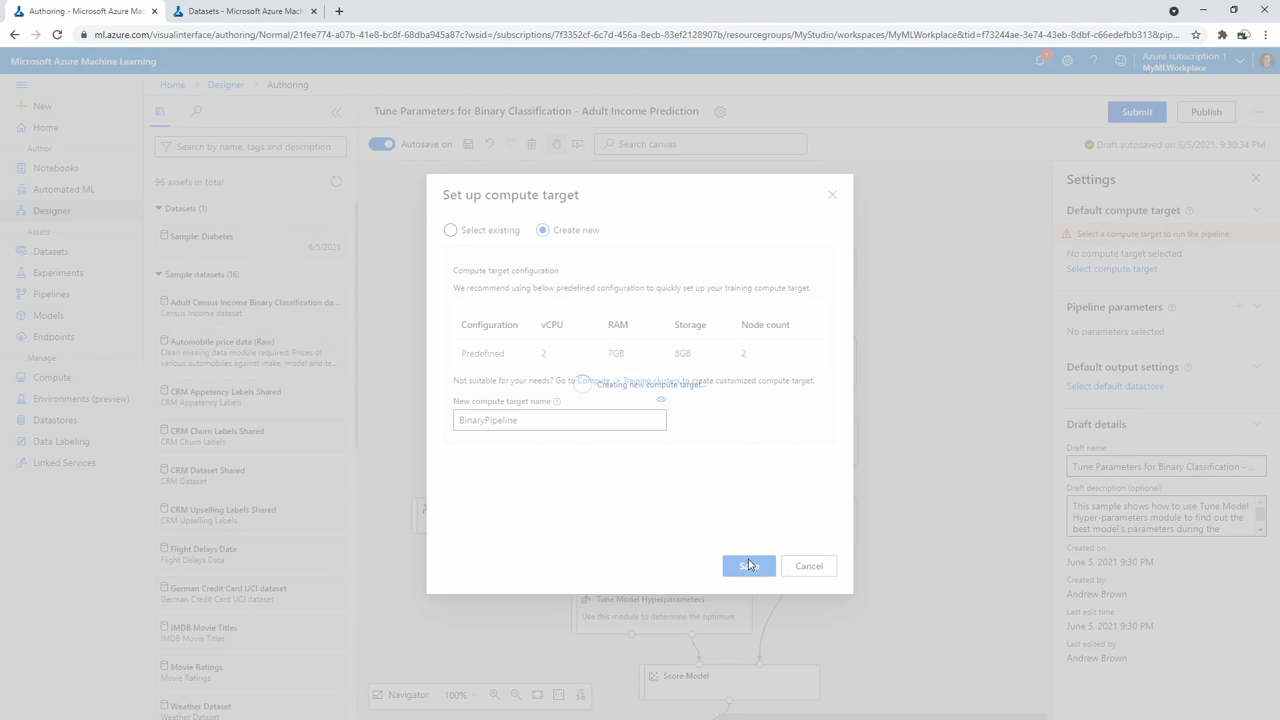 Authoring - Microsoft Azure Mac
Datasets - Microsoft Azure Mach
ml.azure.com/visualinterface/authoring/Normal/21fee774-a07b-41e8-bc8f-68dba945a87c?wsid=/subscriptions/7f3352cf-6c7d-456a-8ecb-83ef2128907b/resourcegroups/MyStudio/workspaces/MyMLWorkplace&tid=f73244ae-3e74-43eb-8dbf-c66edefbb313&pip...
Microsoft Azure Machine Learning
Azure subscription 1
MyMLWorkplace
Home
Designer
Authoring
New
Home
Author
Notebooks
Automated ML
Designer
Assets
Datasets
Experiments
Pipelines
Models
Endpoints
Manage
Compute
Environments (preview)
Datastores
Data Labeling
Linked Services
Search by name, tags and description
96 assets in total
Datasets (1)
Sample: Diabetes
6/5/2021
Sample datasets (16)
Adult Census Income Binary Classification da...
Census Income dataset
Automobile price data (Raw)
Clean missing data module required. Prices of
various automobiles against make, model and te...
CRM Appetency Labels Shared
CRM Appetency Labels
CRM Churn Labels Shared
CRM Churn Labels
CRM Dataset Shared
CRM Dataset
CRM Upselling Labels Shared
CRM Upselling Labels
Flight Delays Data
Flight Delays Data
German Credit Card UCI dataset
German Credit Card UCI dataset
IMDB Movie Titles
IMDB Movie Titles
Movie Ratings
Movie Ratings
Weather Dataset
Weather Dataset
Tune Parameters for Binary Classification - Adult Income Prediction
Submit
Publish
Autosave on
Search canvas
Draft autosaved on 6/5/2021, 9:30:34 PM
Set up compute target
Select existing
Create new
Compute target configuration
We recommend using below predefined configuration to quickly set up your training compute target.
Configuration vCPU RAM Storage Node count
Predefined 2 7GB 8GB 2
Not suitable for your needs? Go to Compute -> Training clusters to create customized compute target.
Creating new compute target...
New compute target name
BinaryPipeline
Cancel
Tune Model Hyperparameters
Use this module to determine the optimum
Score Model
Navigator
100%
Settings
Default compute target
Select a compute target to run the pipeline.
No compute target selected
Select compute target
Pipeline parameters
No parameters selected
Default output settings
Select default datastore
Draft details
Draft name
Tune Parameters for Binary Classification - ...
Draft description (optional)
This sample shows how to use Tune Model
Hyper-parameters module to find out the
best model's parameters during the
Created on
June 5, 2021 9:30 PM
Created by
Andrew Brown
Last edit time
June 5, 2021 9:30 PM
Last edited by
Andrew Brown